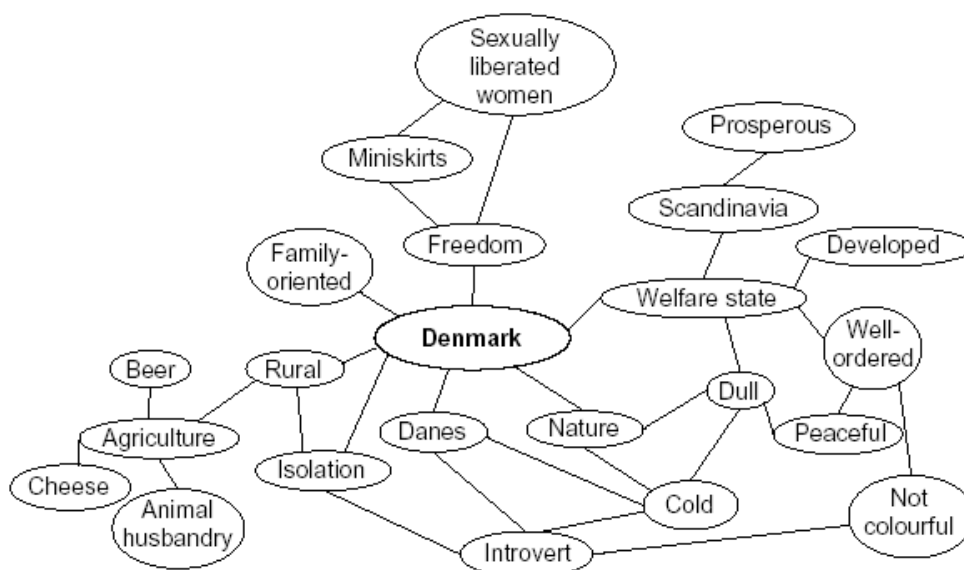 Sexually
liberated
women
Prosperous
Miniskirts
Scandinavia
Family-
oriented
Freedom
Developed
Welfare state
Denmark
Well-
ordered
Beer
Rural
Dull
Agriculture
Danes
Nature
Peaceful
Isolation
Cheese
Animal
husbandry
Cold
Not
colourful
Introvert